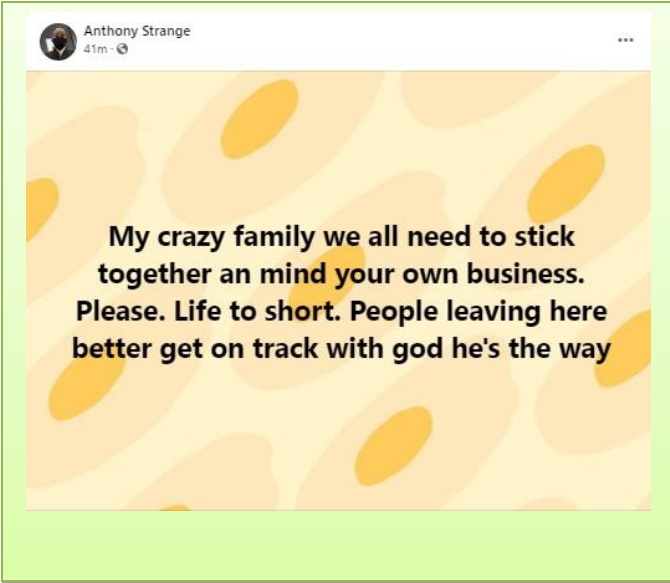 Anthony Strange
41m ·
My crazy family we all need to stick
together an mind your own business.
Please. Life to short. People leaving here
better get on track with god he's the way